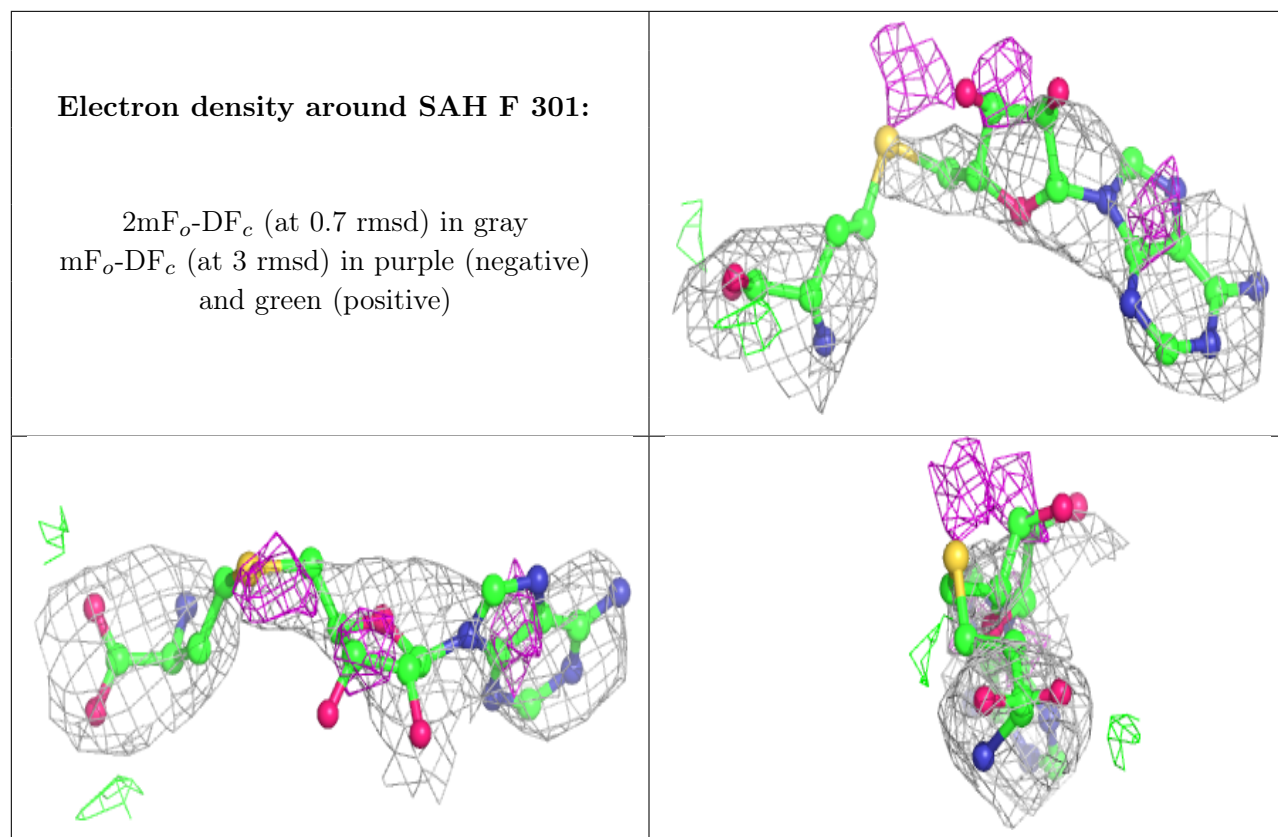 Electron density around SAH F 301:
2mFo-DFc (at 0.7 rmsd) in gray
mFo-DFc (at 3 rmsd) in purple (negative)
and green (positive)